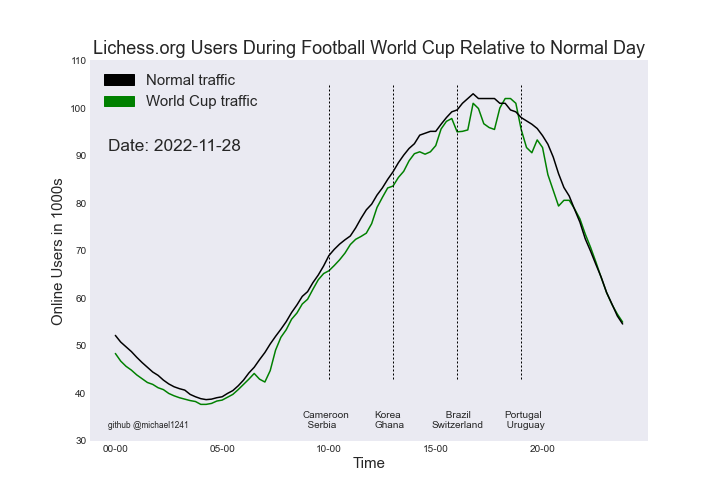 Lichess.org Users During Football World Cup Relative to Normal Day
110
100
90
80
70
60
50
40
30
Online Users in 1000s
Normal traffic
World Cup traffic
Date: 2022-11-28
Cameroon
Serbia
Korea
Ghana
Brazil
Switzerland
Portugal
Uruguay
github @michael1241
00-00
05-00
10-00
15-00
20-00
Time